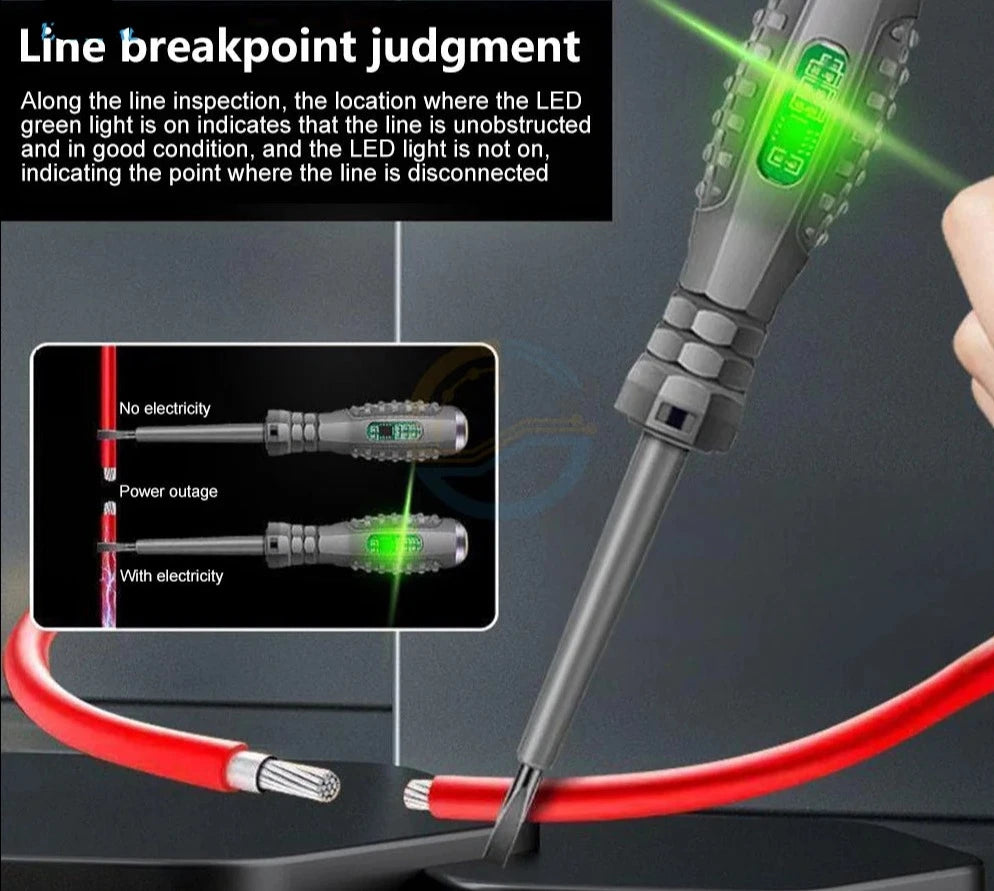 Line breakpoint judgment
Along the line inspection, the location where the LED
green light is on indicates that the line is unobstructed
and in good condition, and the LED light is not on,
indicating the point where the line is disconnected
No electricity
Power outage
With electricity